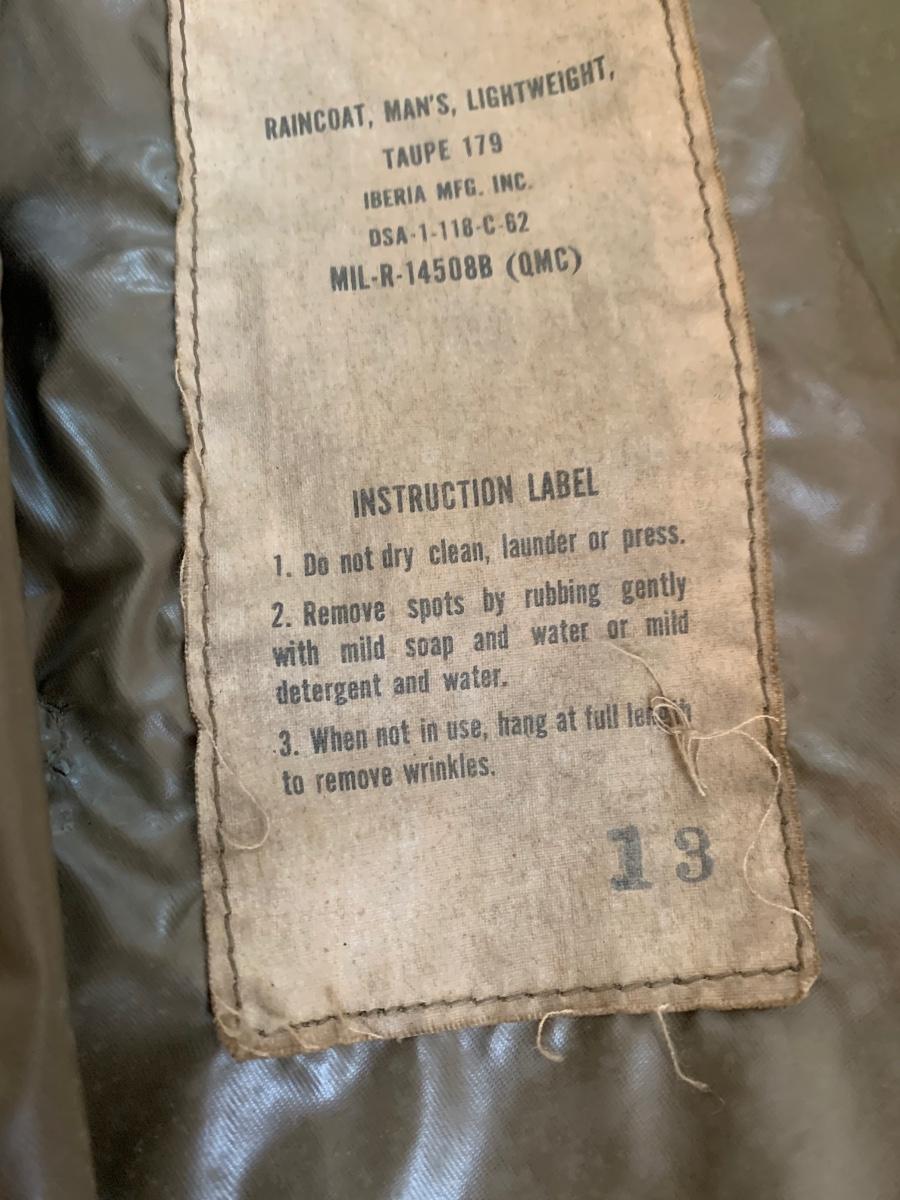 RAINCOAT, MAN'S, LIGHTWEIGHT,
TAUPE 179
IBERIA MFG. INC.
DSA-1-118-C-62
MIL-R-14508B (QMC)
INSTRUCTION LABEL
1. Do not dry clean, launder or press.
2. Remove spots by rubbing gently
with mild soap and water or mild
detergent and water.
3. When not in use, hang at full length
to remove wrinkles.
13